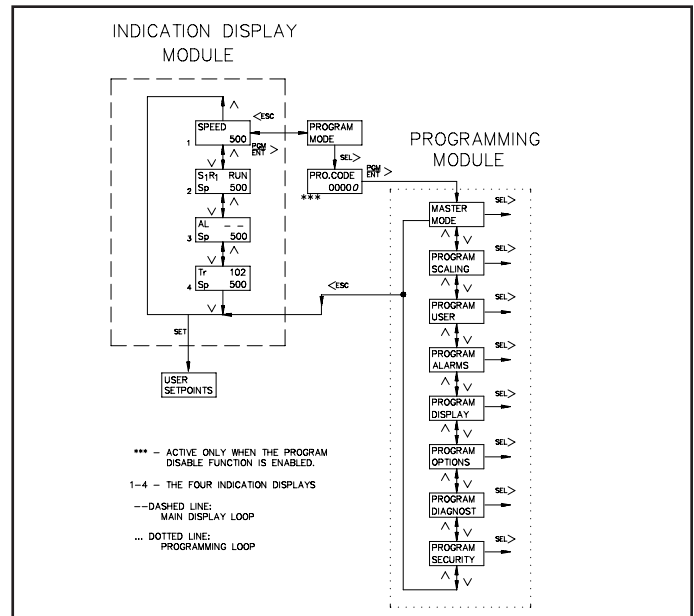 INDICATION DISPLAY
MODULE
SPEED
500
1
<ESC
PGM
ENT >
PROGRAM
MODE
SEL>
PRO.CODE
00000
***
PGM
ENT >
S1R1 RUN
Sp 500
2
AL - -
Sp 500
3
Tr 102
Sp 500
4
SET
USER
SETPOINTS
<ESC
PROGRAMMING
MODULE
MASTER
MODE
SEL>
PROGRAM
SCALING
SEL>
PROGRAM
USER
SEL>
PROGRAM
ALARMS
SEL>
PROGRAM
DISPLAY
SEL>
PROGRAM
OPTIONS
SEL>
PROGRAM
DIAGNOST
SEL>
PROGRAM
SECURITY
SEL>
*** - ACTIVE ONLY WHEN THE PROGRAM
DISABLE FUNCTION IS ENABLED.
1-4 - THE FOUR INDICATION DISPLAYS
--DASHED LINE:
MAIN DISPLAY LOOP
... DOTTED LINE:
PROGRAMMING LOOP